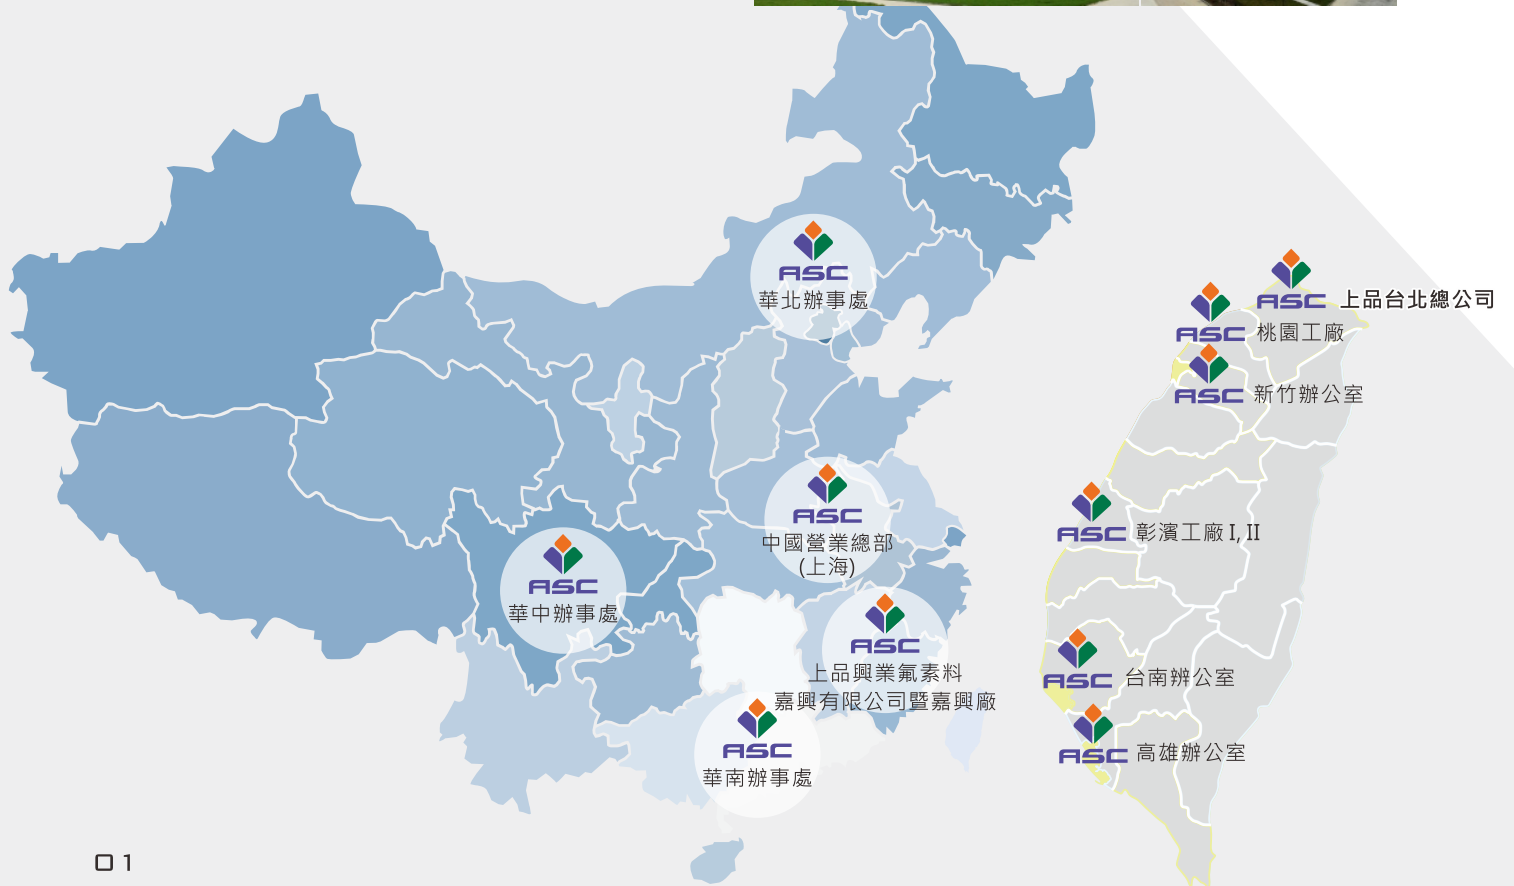 ASC
華北辦事處
ASC
中國營業總部
(上海)
ASC
華中辦事處
ASC
上品興業氟素料
嘉興有限公司暨嘉興廠
ASC
華南辦事處
ASC 上品台北總公司
ASC 桃園工廠
ASC 新竹辦公室
ASC 彰濱工廠 I, II
ASC 台南辨公室
ASC 高雄辦公室
口 1